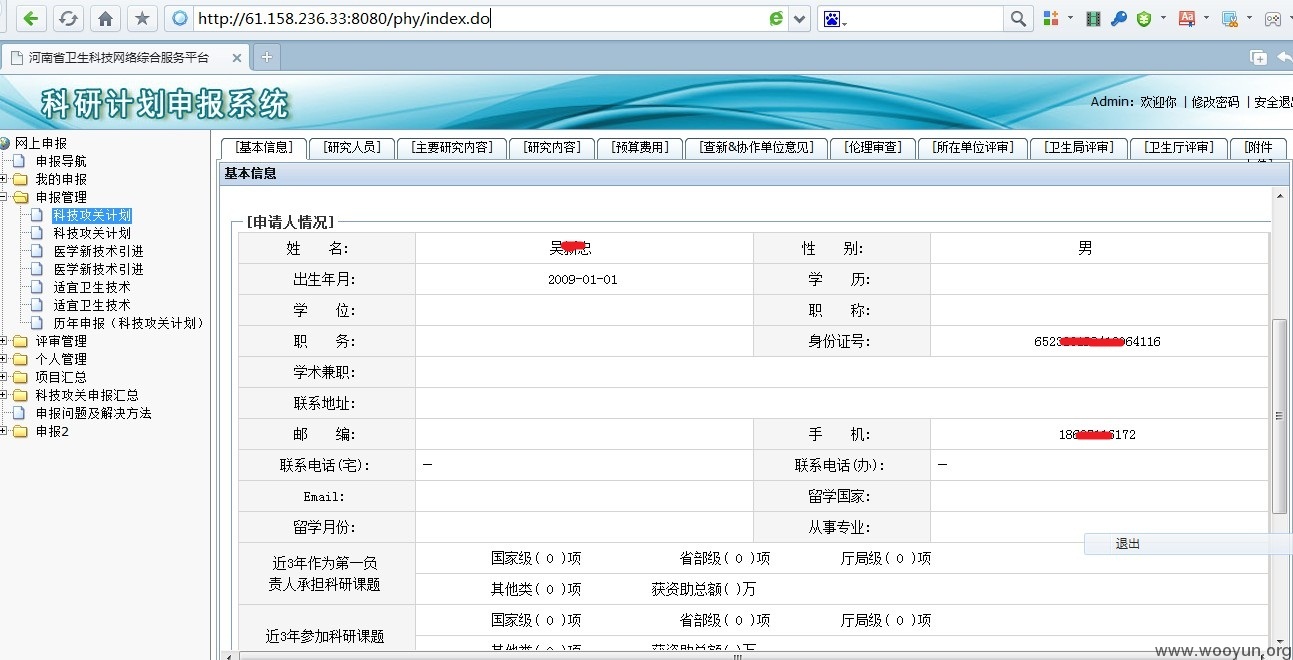 http://61.158.236.33:8080/phy/index.do
河南省卫生科技网络综合服务平台
科研计划申报系统
Admin: 欢迎你 | 修改密码 | 安全退
网上申报
申报导航
我的申报
申报管理
科技攻关计划
科技攻关计划
医学新技术引进
医学新技术引进
适宜卫生技术
适宜卫生技术
历年申报（科技攻关计划）
评审管理
个人管理
项目汇总
科技攻关申报汇总
申报问题及解决方法
申报2
[基本信息] [研究人员] [主要研究内容] [研究内容] [预算费用] [查新&协作单位意见] [伦理审查] [所在单位评审] [卫生局评审] [卫生厅评审] [附件
基本信息
[申请人情况]
姓 名: 吴 忠 性 别: 男
出生年月: 2009-01-01 学 历:
学 位: 职 称:
职 务: 身份证号: 6523 064116
学术兼职:
联系地址:
邮 编: 手 机: 186 172
联系电话(宅): — 联系电话(办): —
Email: 留学国家:
留学月份: 从事专业:
近3年作为第一负责人承担科研课题
国家级( 0 )项 省部级( 0 )项 厅局级( 0 )项
其他类( 0 )项 获资助总额( )万
近3年参加科研课题
国家级( 0 )项 省部级( 0 )项 厅局级( 0 )项
其他类( 0 )项 获资助总额( )万
退出
www.wooyun.org